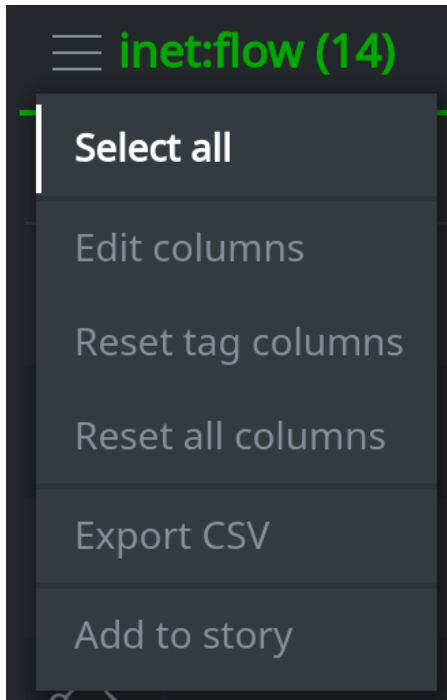 inet:flow (14)
Select all
Edit columns
Reset tag columns
Reset all columns
Export CSV
Add to story